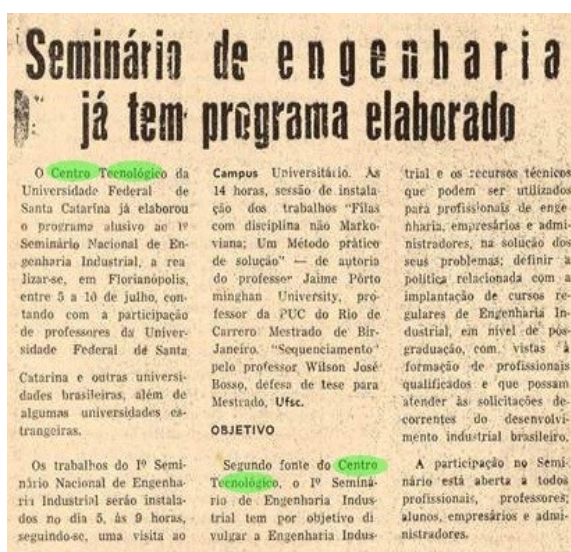 Seminário de engenharia
já tem programa elaborado
O Centro Tecnológico da
Universidade Federal de
Santa Catarina já elaborou
o programa alusivo ao 1º
Seminário Nacional de En-
genharia Industrial, a rea
lizar-se, em Florianópolis,
entre 5 a 10 de julho, con-
tando com a participação
de professores da Univer-
sidade Federal de Santa
Catarina e outras universi-
dades brasileiras, além de
algumas universidades es-
trangeiras.
Os trabalhos do Iº Semi-
nário Nacional de Engenha-
ria Industrial serão instala-
dos no dia 5, às 9 horas,
seguindo-se, uma visita ao
Campus Universitário. As
14 horas, sessão de instala-
ção dos trabalhos "Filas
com disciplina não Marko-
viana; Um Método prático
de solução" — de autoria
do professor Jaime Pôrto
minghan University, pro-
fessor da PUC do Rio de
Carrero Mestrado de Bir-
Janeiro. "Sequenciamento"
pelo professor Wilson José
Bosso, defesa de tese para
Mestrado, Ufsc.
OBJETIVO
Segundo fonte do Centro
Tecnológico, o Iº Seminá-
rio de Engenharia Indus-
trial tem por objetivo di
vulgar a Engenharia Indus-
trial e os recursos técnicos
que podem ser utilizados
para profissionais de enge
nharia, empresários e admi-
nistradores, na solução dos
seus problemas; definir a
política relacionada com a
implantação de cursos re-
gulares de Engenharia In-
dustrial, em nível de pós-
graduação, com vistas à
formação de profissionais
qualificados e que possam
atender às solicitações de-
correntes do desenvolvi-
mento industrial brasileiro.
A participação no Semi-
nário está aberta a todos
profissionais, professores;
alunos, empresários e admi-
nistradores.